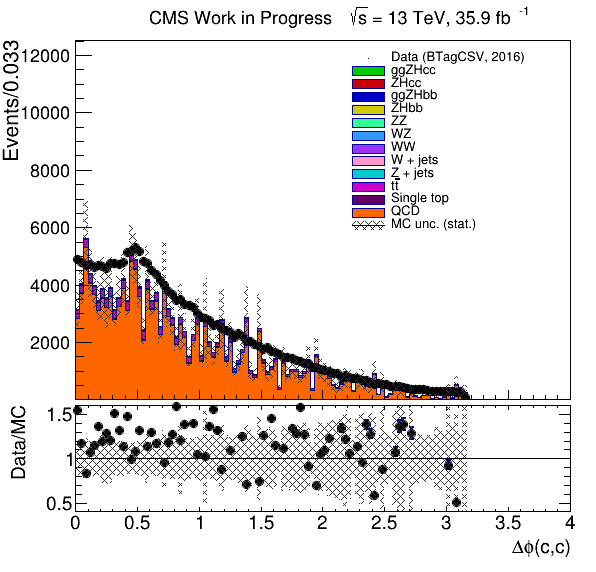 CMS Work in Progress √s = 13 TeV, 35.9 fb⁻¹
Events/0.033
12000
10000
8000
6000
4000
2000
Data (BTagCSV, 2016)
ggZHcc
ZHcc
ggZHbb
ZHbb
ZZ
WZ
WW
W + jets
Z + jets
tt̅
Single top
QCD
MC unc. (stat.)
Data/MC
1.5
1
0.5
0 0.5 1 1.5 2 2.5 3 3.5 4
Δϕ(c,c)